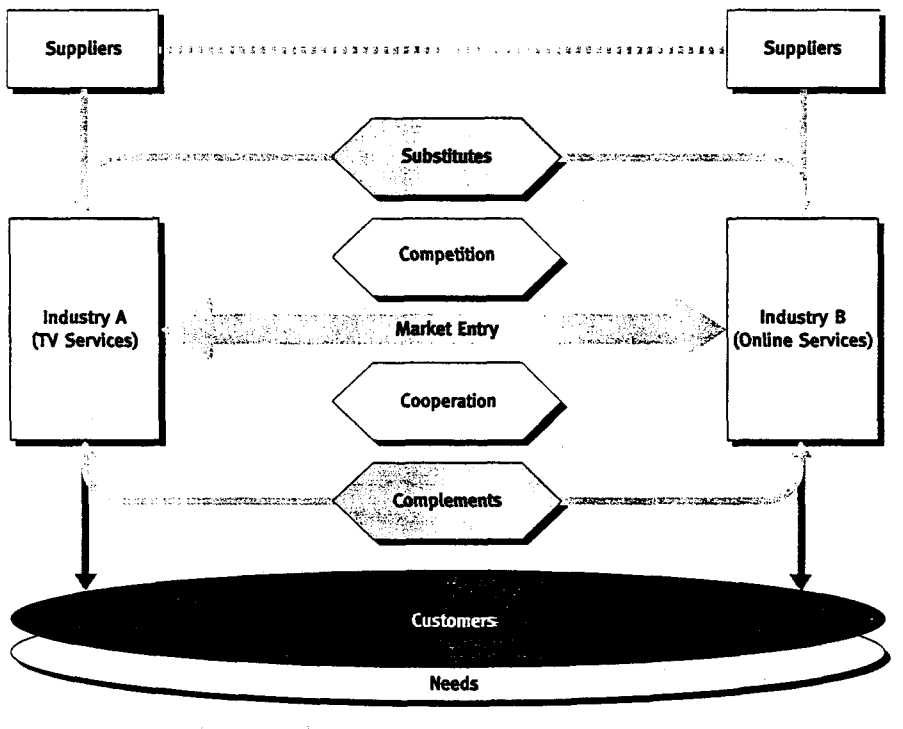 Suppliers
Suppliers
Substitutes
Competition
Industry A
(TV Services)
Market Entry
Industry B
(Online Services)
Cooperation
Complements
Customers
Needs